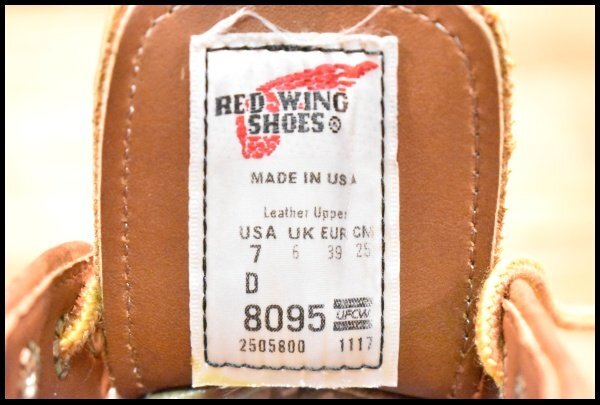 RED WING
SHOES ®
MADE IN USA
Leather Upper
USA UK EUR CM
7 6 39 25
D
8095 UFCW
2505800 1117